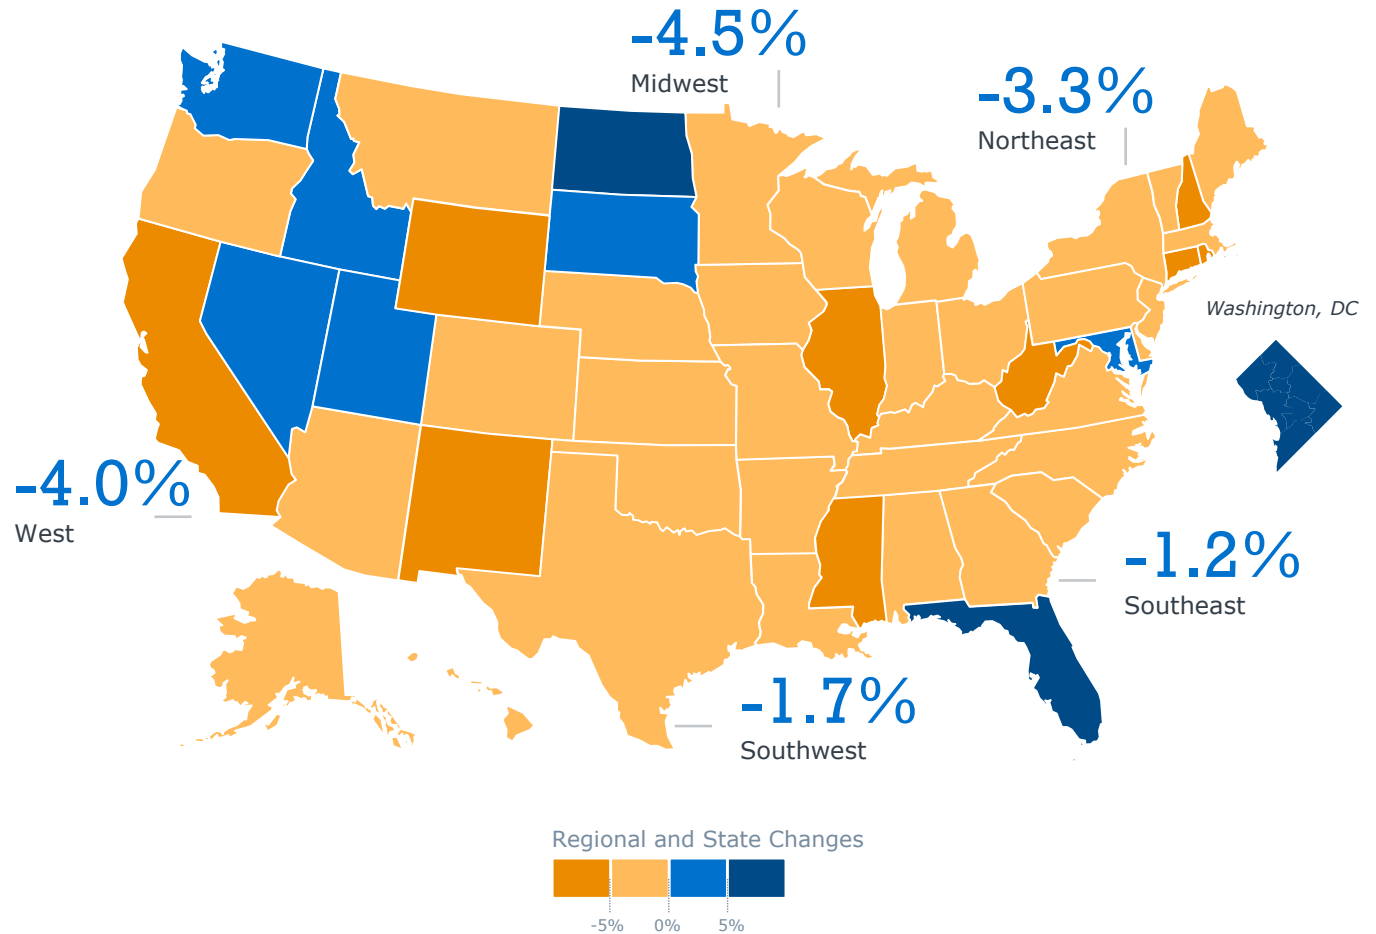 -4.5%
Midwest
-3.3%
Northeast
Washington, DC
-4.0%
West
-1.2%
Southeast
-1.7%
Southwest
Regional and State Changes
-5%
0%
5%